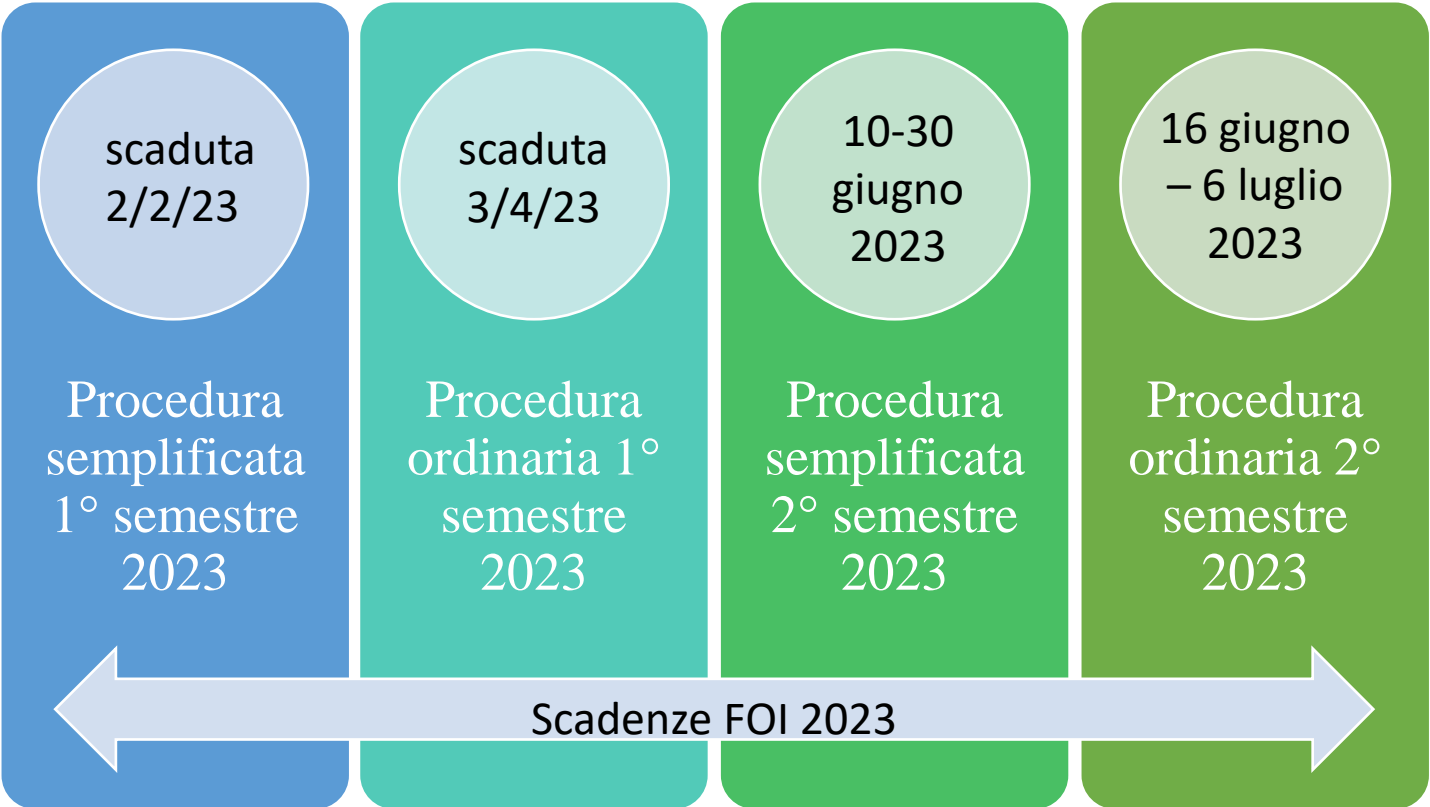 scaduta
2/2/23
scaduta
3/4/23
10-30
giugno
2023
16 giugno
– 6 luglio
2023
Procedura
semplificata
1° semestre
2023
Procedura
ordinaria 1°
semestre
2023
Procedura
semplificata
2° semestre
2023
Procedura
ordinaria 2°
semestre
2023
Scadenze FOI 2023